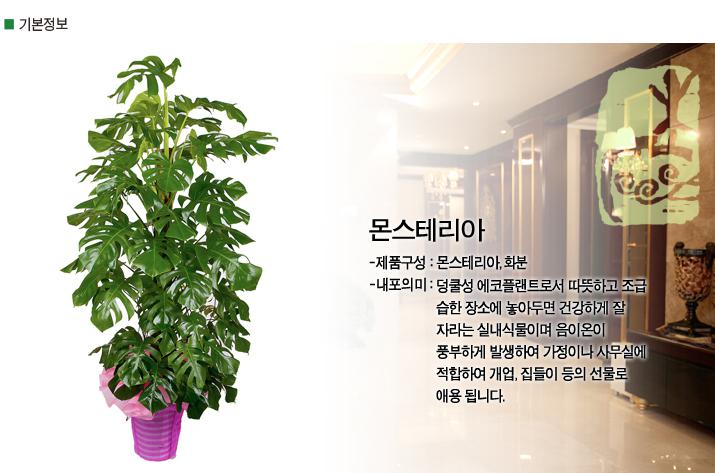 ■ 기본정보
몬스테리아
-제품구성 : 몬스테리아, 화분
-내포의미 : 덩쿨성 에코플랜트로서 따뜻하고 조급
습한 장소에 놓아두면 건강하게 잘
자라는 실내식물이며 음이온이
풍부하게 발생하여 가정이나 사무실에
적합하여 개업, 집들이 등의 선물로
애용 됩니다.